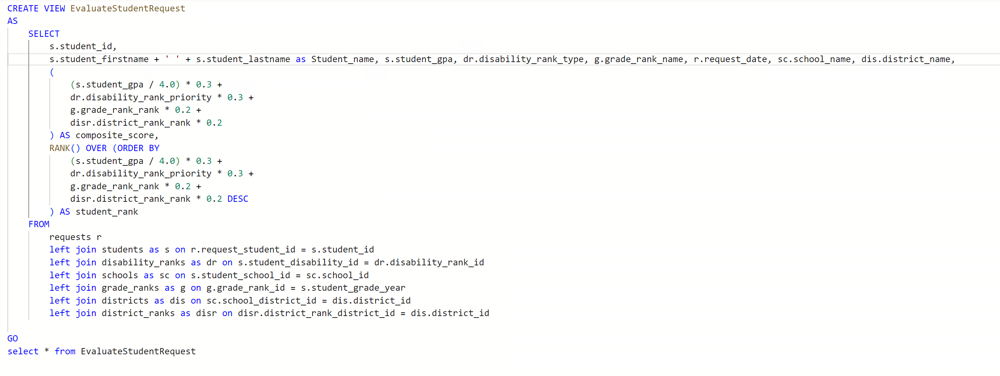 CREATE VIEW EvaluateStudentRequest
AS
SELECT
s.student_id,
s.student_firstname + ' ' + s.student_lastname as Student_name, s.student_gpa, dr.disability_rank_type, g.grade_rank_name, r.request_date, sc.school_name, dis.district_name,
(
(s.student_gpa / 4.0) * 0.3 +
dr.disability_rank_priority * 0.3 +
g.grade_rank_rank * 0.2 +
disr.district_rank_rank * 0.2
) AS composite_score,
RANK() OVER (ORDER BY
(s.student_gpa / 4.0) * 0.3 +
dr.disability_rank_priority * 0.3 +
g.grade_rank_rank * 0.2 +
disr.district_rank_rank * 0.2 DESC
) AS student_rank
FROM
requests r
left join students as s on r.request_student_id = s.student_id
left join disability_ranks as dr on s.student_disability_id = dr.disability_rank_id
left join schools as sc on s.student_school_id = sc.school_id
left join grade_ranks as g on g.grade_rank_id = s.student_grade_year
left join districts as dis on sc.school_district_id = dis.district_id
left join district_ranks as disr on disr.district_rank_district_id = dis.district_id
GO
select * from EvaluateStudentRequest